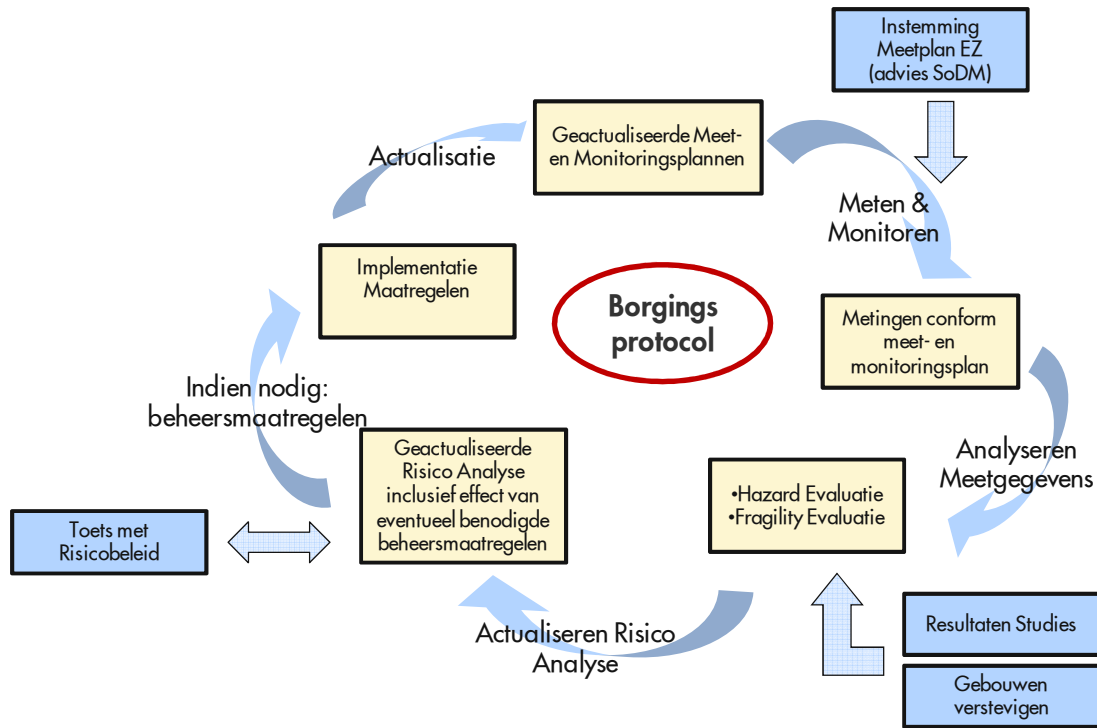 Instemming
Meetplan EZ
(advies SoDM)
Geactualiseerde Meet-
en Monitoringsplannen
Actualisatie
Meten &
Monitoren
Implementatie
Maatregelen
Borgings
protocol
Metingen conform
meet- en
monitoringsplan
Indien nodig:
beheersmaatregelen
Geactualiseerde
Risico Analyse
inclusief effect van
eventueel benodigde
beheersmaatregelen
Analyseren
Meetgegevens
•Hazard Evaluatie
•Fragility Evaluatie
Toets met
Risicobeleid
Actualiseren Risico
Analyse
Resultaten Studies
Gebouwen
verstevigen